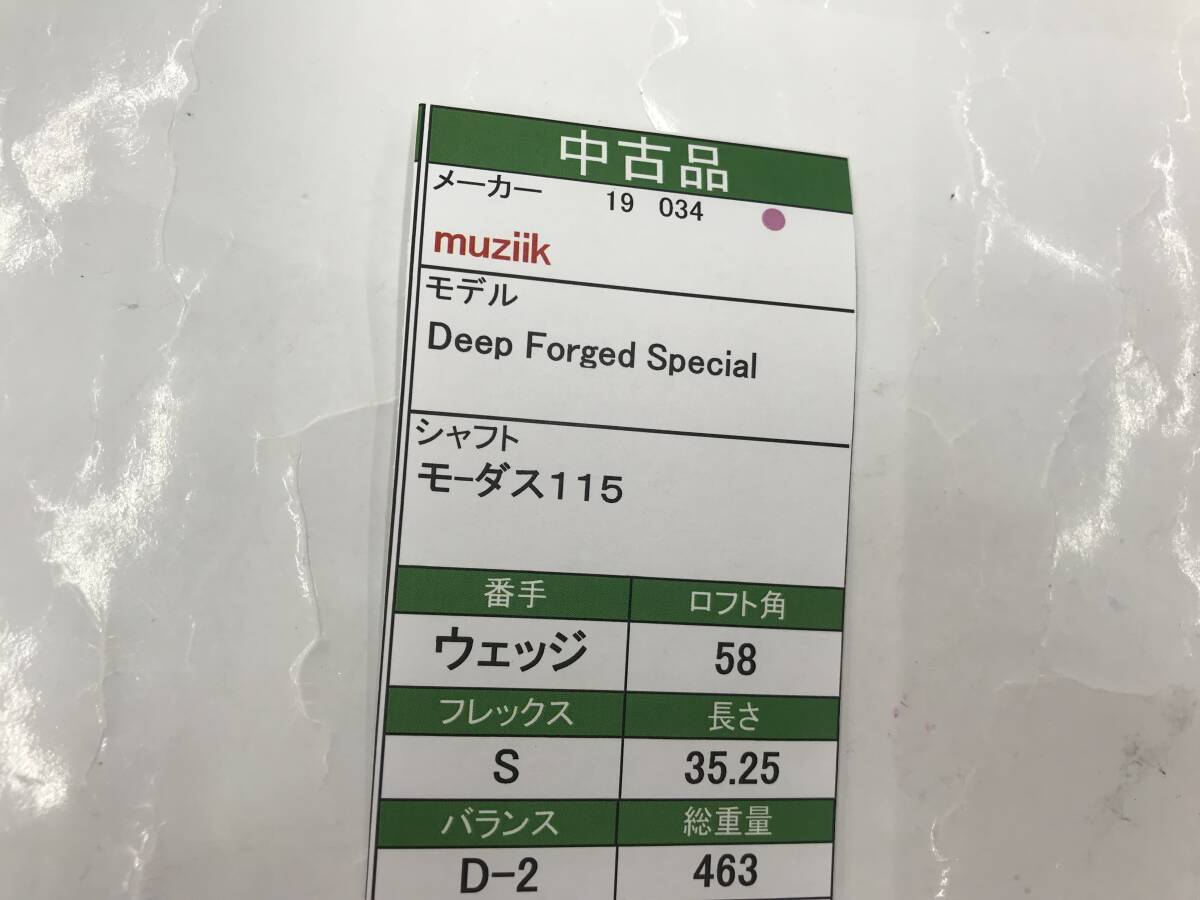 中古品
メーカー 19 034
muziik
モデル
Deep Forged Special
シャフト
モーダス115
番手 ロフト角
ウェッジ 58
フレックス 長さ
S 35.25
バランス 総重量
D-2 463